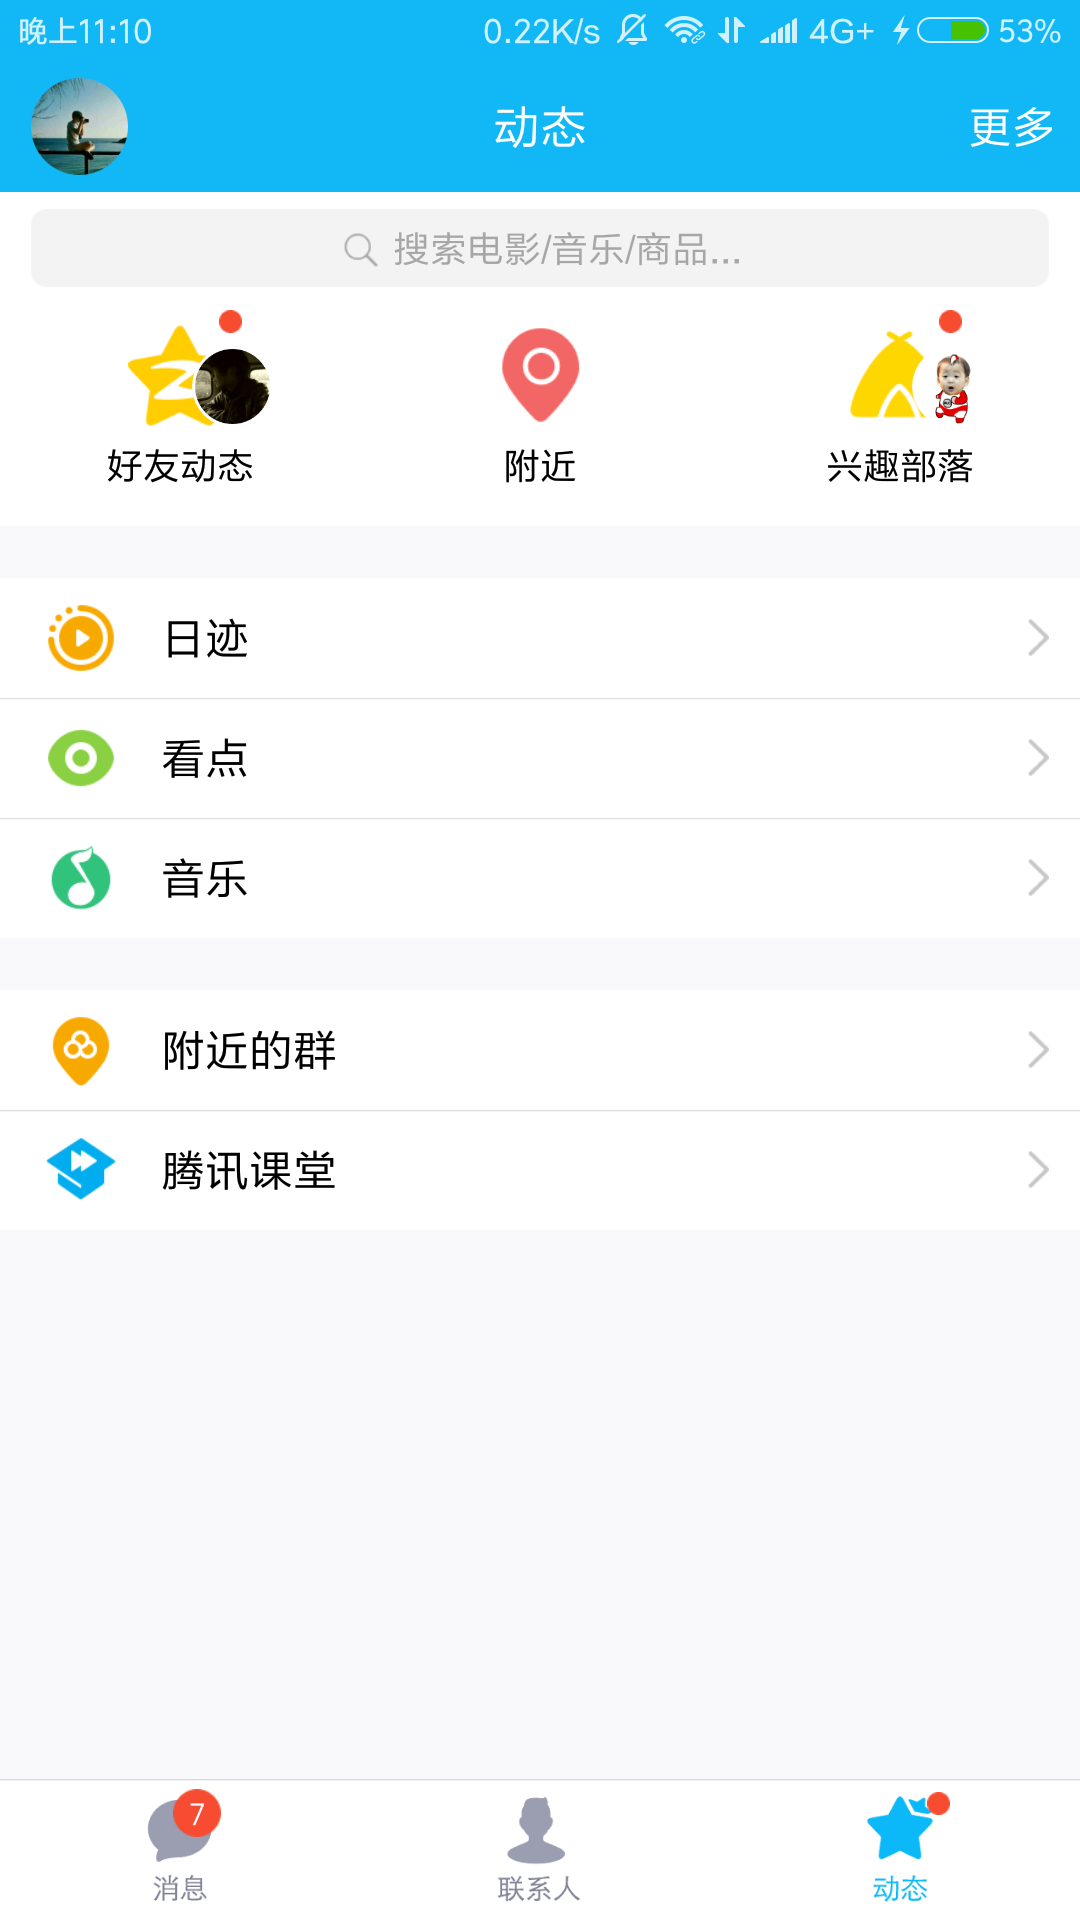 晚上11:10 0.22K/s 4G+ 53%
动态 更多
搜索电影/音乐/商品...
好友动态 附近 兴趣部落
日迹
看点
音乐
附近的群
腾讯课堂
7
消息 联系人 动态